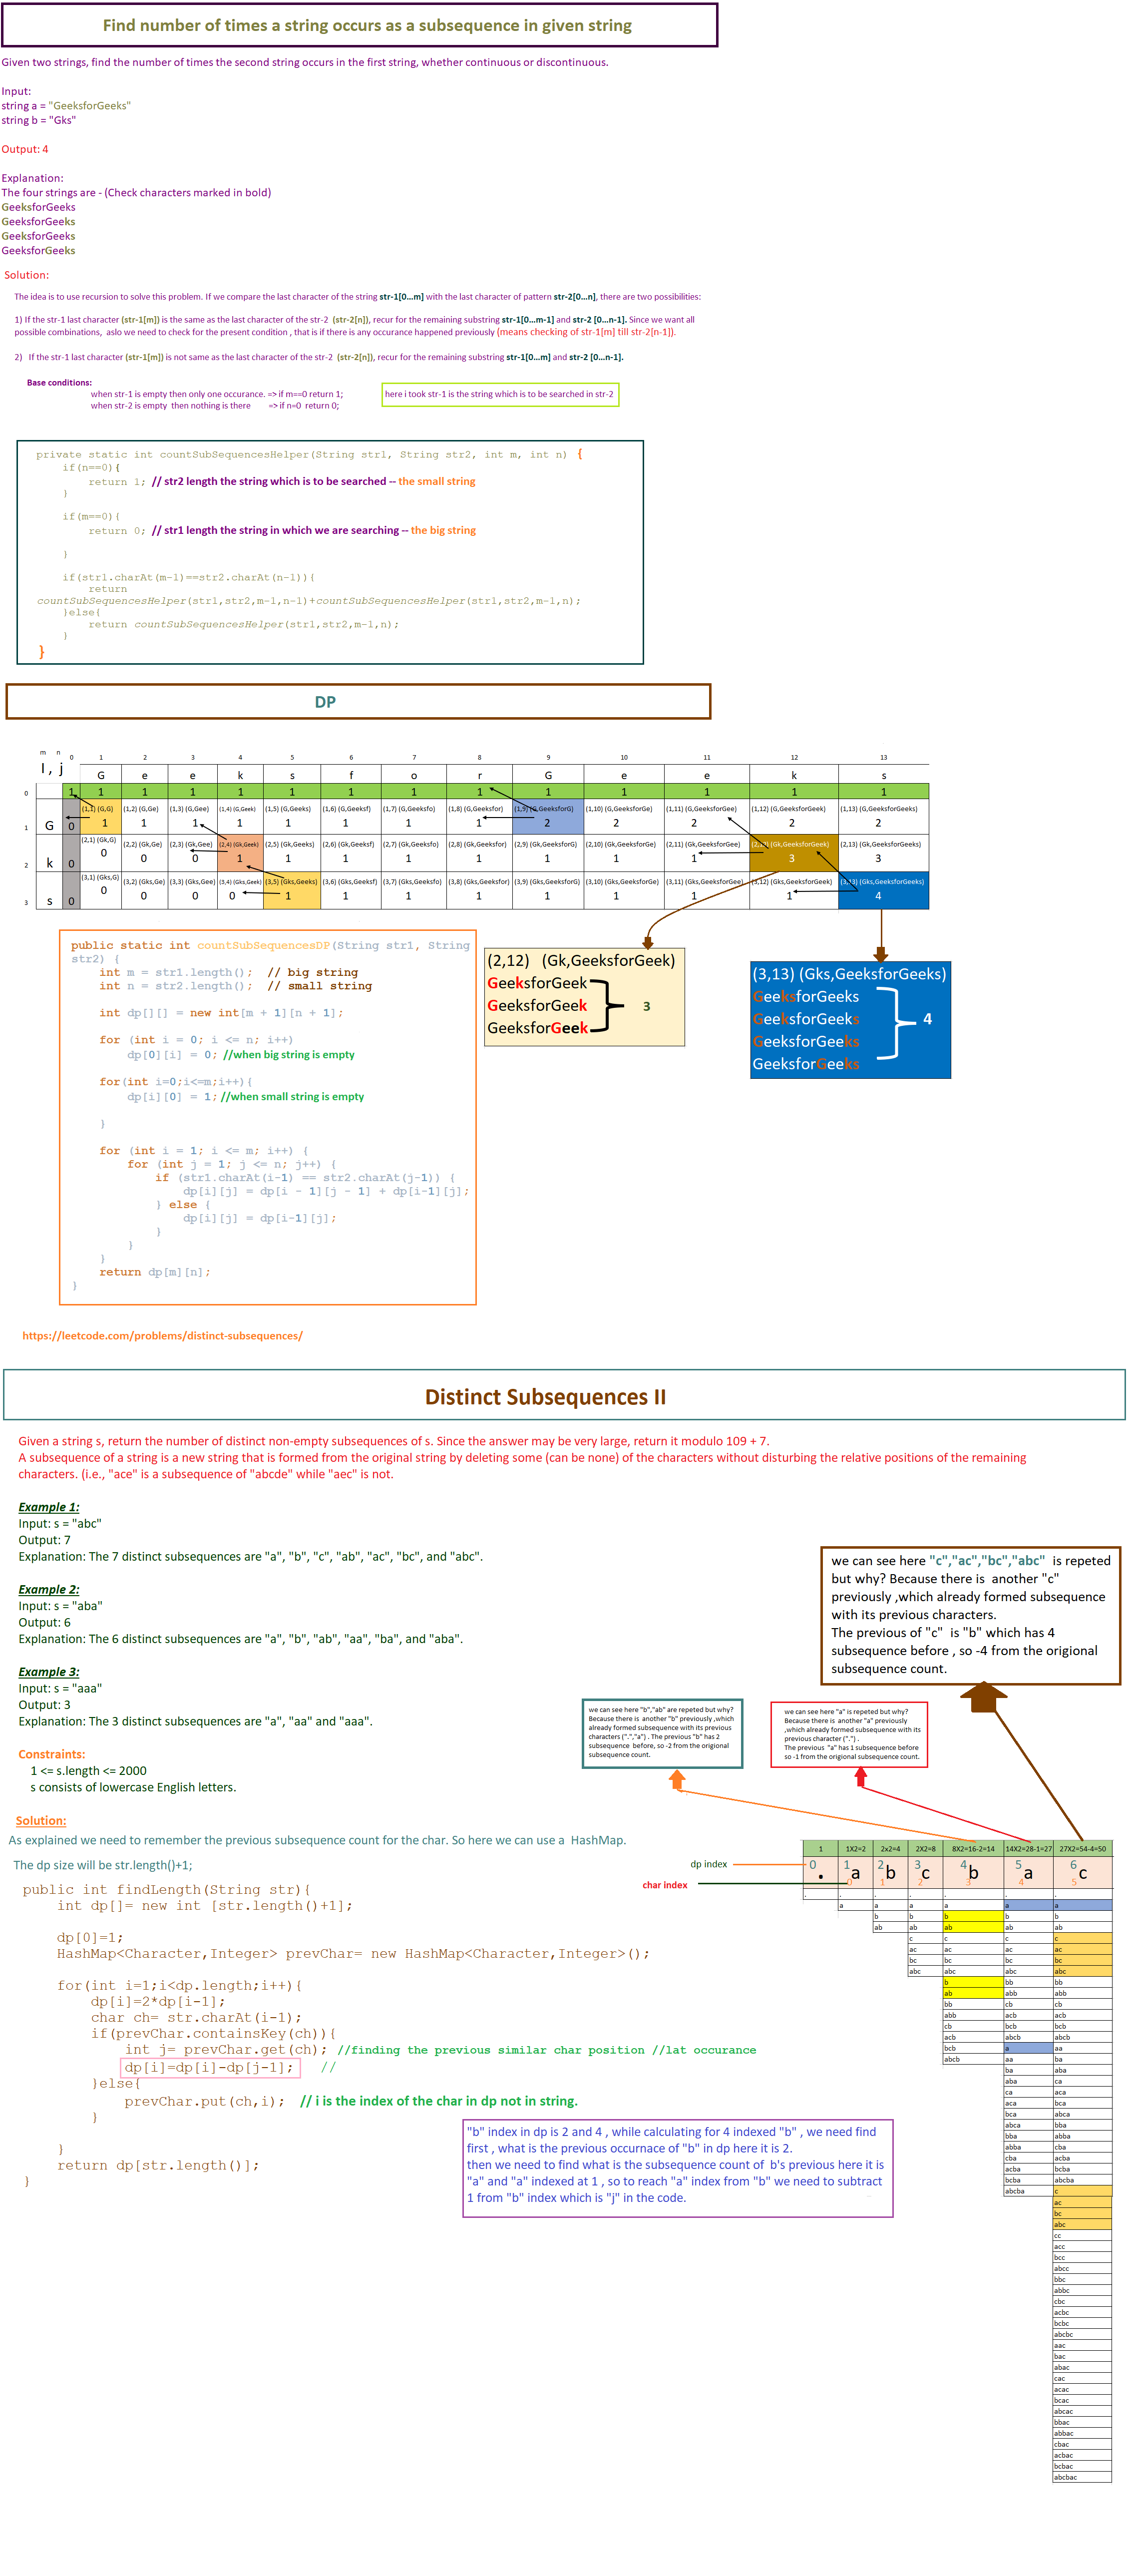 Find number of times a string occurs as a subsequence in given string
Given two strings, find the number of times the second string occurs in the first string, whether continuous or discontinuous.
Input:
string a = "GeeksforGeeks"
string b = "Gks"
Output: 4
Explanation:
The four strings are - (Check characters marked in bold)
GeeksforGeeks
GeeksforGeeks
GeeksforGeeks
GeeksforGeeks
Solution:
The idea is to use recursion to solve this problem. If we compare the last character of the string str-1[0...m] with the last character of pattern str-2[0...n], there are two possibilities:
1) If the str-1 last character (str-1[m]) is the same as the last character of the str-2 (str-2[n]), recur for the remaining substring str-1[0...m-1] and str-2 [0...n-1]. Since we want all
possible combinations, aslo we need to check for the present condition , that is if there is any occurance happened previously (means checking of str-1[m] till str-2[n-1]).
2) If the str-1 last character (str-1[m]) is not same as the last character of the str-2 (str-2[n]), recur for the remaining substring str-1[0...m] and str-2 [0...n-1].
Base conditions:
when str-1 is empty then only one occurance. => if m==0 return 1;
when str-2 is empty then nothing is there => if n=0 return 0;
here i took str-1 is the string which is to be searched in str-2
private static int countSubSequencesHelper(String str1, String str2, int m, int n) {
if(n==0){
return 1; // str2 length the string which is to be searched -- the small string
}
if(m==0){
return 0; // str1 length the string in which we are searching -- the big string
}
if(str1.charAt(m-1)==str2.charAt(n-1)){
return
countSubSequencesHelper(str1,str2,m-1,n-1)+countSubSequencesHelper(str1,str2,m-1,n);
}else{
return countSubSequencesHelper(str1,str2,m-1,n);
}
}
DP
m n 0 1 2 3 4 5 6 7 8 9 10 11 12 13
I , j G e e k s f o r G e e k s
0 1 1 1 1 1 1 1 1 1 1 1 1 1 1
(1,1) (G,G) (1,2) (G,Ge) (1,3) (G,Gee) (1,4) (G,Geek) (1,5) (Geeks) (1,6) (G,Geeksf) (1,7) (G,Geeksfo) (1,8) (G,Geeksfor) (1,9) (G,GeeksforG) (1,10) (G,GeeksforGe) (1,11) (G,GeeksforGee) (1,12) (G,GeeksforGeek) (1,13) (G,GeeksforGeeks)
1 G 0 1 1 1 1 1 1 1 1 2 2 2 2 2
(2,1) (Gk,G) (2,2) (Gk,Ge) (2,3) (Gk,Gee) (2,4) (Gk,Geek) (2,5) (Gk,Geeks) (2,6) (Gk,Geeksf) (2,7) (Gk,Geeksfo) (2,8) (Gk,Geeksfor) (2,9) (Gk,GeeksforG) (2,10) (Gk,GeeksforGe) (2,11) (Gk,GeeksforGee) (2,12) (Gk,GeeksforGeek) (2,13) (Gk,GeeksforGeeks)
2 k 0 0 0 0 1 1 1 1 1 1 1 1 3 3
(3,1) (Gks,G) (3,2) (Gks,Ge) (3,3) (Gks,Gee) (3,4) (Gks,Geek) (3,5) (Gks,Geeks) (3,6) (Gks,Geeksf) (3,7) (Gks,Geeksfo) (3,8) (Gks,Geeksfor) (3,9) (Gks,GeeksforG) (3,10) (Gks,GeeksforGe) (3,11) (Gks,GeeksforGee) (3,12) (Gks,GeeksforGeek) (3,13) (Gks,GeeksforGeeks)
3 s 0 0 0 0 0 1 1 1 1 1 1 1 1 4
public static int countSubSequencesDP(String str1, String
str2) {
int m = str1.length(); // big string
int n = str2.length(); // small string
int dp[][] = new int[m + 1][n + 1];
for (int i = 0; i <= n; i++)
dp[0][i] = 0; //when big string is empty
for(int i=0;i<=m;i++){
dp[i][0] = 1; //when small string is empty
}
for (int i = 1; i <= m; i++) {
for (int j = 1; j <= n; j++) {
if (str1.charAt(i-1) == str2.charAt(j-1)) {
dp[i][j] = dp[i - 1][j - 1] + dp[i-1][j];
} else {
dp[i][j] = dp[i-1][j];
}
}
}
return dp[m][n];
}
(2,12) (Gk,GeeksforGeek)
GeeksforGeek
GeeksforGeek
GeeksforGeek
3
(3,13) (Gks,GeeksforGeeks)
GeeksforGeeks
GeeksforGeeks
GeeksforGeeks
GeeksforGeeks
4
https://leetcode.com/problems/distinct-subsequences/
Distinct Subsequences II
Given a string s, return the number of distinct non-empty subsequences of s. Since the answer may be very large, return it modulo 109 + 7.
A subsequence of a string is a new string that is formed from the original string by deleting some (can be none) of the characters without disturbing the relative positions of the remaining
characters. (i.e., "ace" is a subsequence of "abcde" while "aec" is not.
Example 1:
Input: s = "abc"
Output: 7
Explanation: The 7 distinct subsequences are "a", "b", "c", "ab", "ac", "bc", and "abc".
Example 2:
Input: s = "aba"
Output: 6
Explanation: The 6 distinct subsequences are "a", "b", "ab", "aa", "ba", and "aba".
Example 3:
Input: s = "aaa"
Output: 3
Explanation: The 3 distinct subsequences are "a", "aa" and "aaa".
Constraints:
1 <= s.length <= 2000
s consists of lowercase English letters.
we can see here "c","ac","bc","abc" is repeted
but why? Because there is another "c"
previously ,which already formed subsequence
with its previous characters.
The previous of "c" is "b" which has 4
subsequence before , so -4 from the origional
subsequence count.
we can see here "b","ab" are repeted but why?
Because there is another "b" previously ,which
already formed subsequence with its previous
characters (".","a") . The previous "b" has 2
subsequence before, so -2 from the origional
subsequence count.
we can see here "a" is repeted but why?
Because there is another "a" previously
,which already formed subsequence with its
previous character (".") .
The previous "a" has 1 subsequence before
so -1 from the origional subsequence count.
Solution:
As explained we need to remember the previous subsequence count for the char. So here we can use a HashMap.
The dp size will be str.length()+1;
public int findLength(String str){
int dp[]= new int [str.length()+1];
dp[0]=1;
HashMap<Character,Integer> prevChar= new HashMap<Character,Integer>();
for(int i=1;i<dp.length;i++){
dp[i]=2*dp[i-1];
char ch= str.charAt(i-1);
if(prevChar.containsKey(ch)){
int j= prevChar.get(ch); //finding the previous similar char position //lat occurance
dp[i]=dp[i]-dp[j-1]; //
}else{
prevChar.put(ch,i); // i is the index of the char in dp not in string.
}
}
return dp[str.length()];
}
"b" index in dp is 2 and 4 , while calculating for 4 indexed "b" , we need find
first , what is the previous occurnace of "b" in dp here it is 2.
then we need to find what is the subsequence count of b's previous here it is
"a" and "a" indexed at 1 , so to reach "a" index from "b" we need to subtract
1 from "b" index which is "j" in the code.
1 1X2=2 2x2=4 2X2=8 8X2=16-2=14 14X2=28-1=27 27X2=54-4=50
dp index 0 1 2 3 4 5 6
. a b c b a c
char index 0 1 2 3 4 5
. . . . . . .
a a a a a a
b b b b b
ab ab ab ab ab
c c c c
ac ac ac ac
bc bc bc bc
abc abc abc abc
b bb bb
ab abb abb
bb cb cb
abb acb acb
cb bcb bcb
acb abcb abcb
bcb a aa
abcb aa ba
ba aba
aba ca
ca aca
aca bca
bca abca
abca bba
bba abba
abba cba
cba acba
acba bcba
bcba abcba
abcba c
ac
bc
abc
cc
acc
bcc
abcc
bbc
abbc
cbc
acbc
bcbc
abcbc
aac
bac
abac
cac
acac
bcac
abcac
bbac
abbac
cbac
acbac
bcbac
abcbac